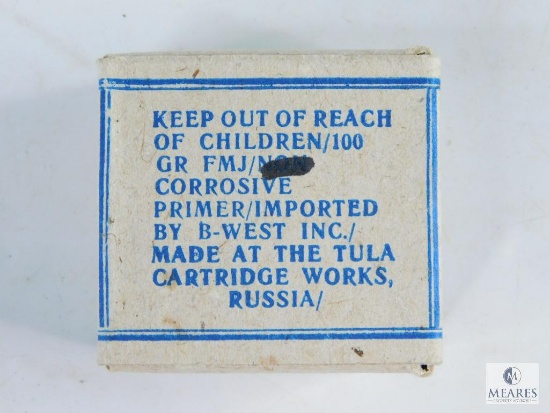 KEEP OUT OF REACH
OF CHILDREN/100
GR FMJ/NON
CORROSIVE
PRIMER/IMPORTED
BY B-WEST INC./
MADE AT THE TULA
CARTRIDGE WORKS,
RUSSIA/
M
MEARES